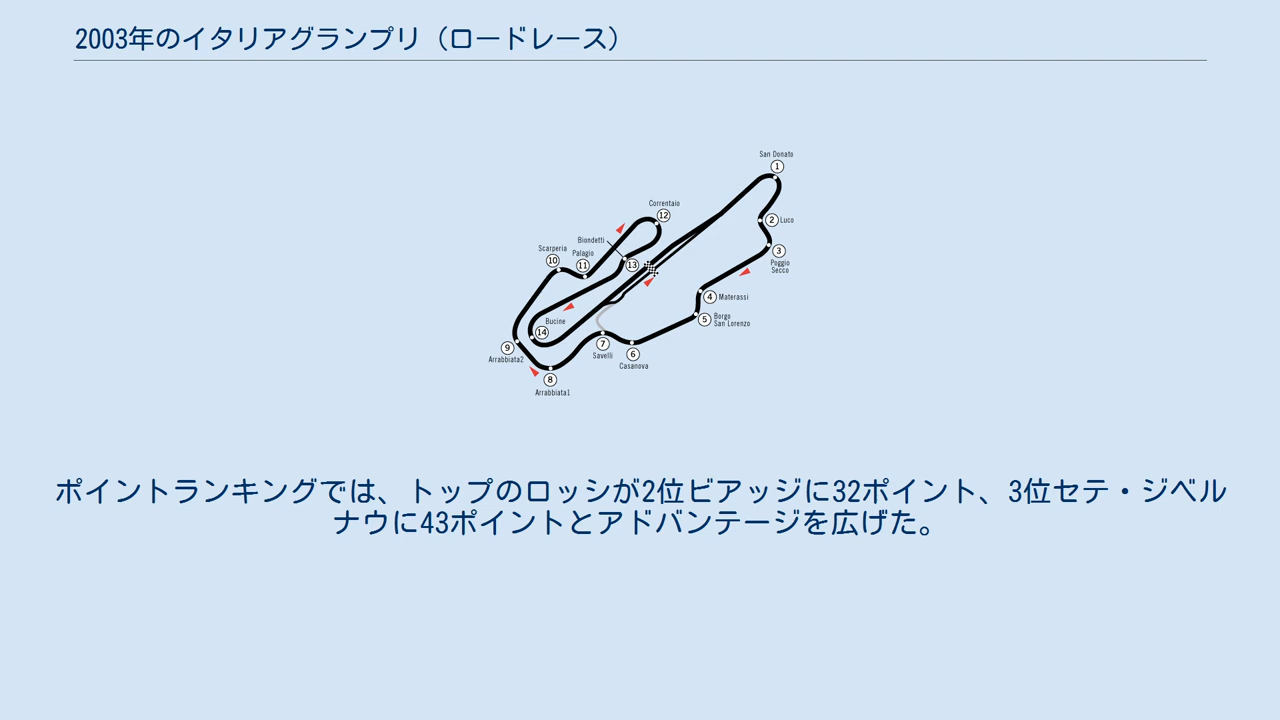 2003年のイタリアグランプリ（ロードレース）
San Donato
1
Correntaio
12
2 Luco
Biondetti
Scarperia
Palagio
3
10
11
13
Poggio
Secco
4 Materassi
Bucine
5 Borgo
San Lorenzo
14
9
7
6
Arrabbiata2
Savelli
Casanova
8
Arrabbiata1
ポイントランキングでは、トップのロッシが2位ビアッジに32ポイント、3位セテ・ジベル
ナウに43ポイントとアドバンテージを広げた。